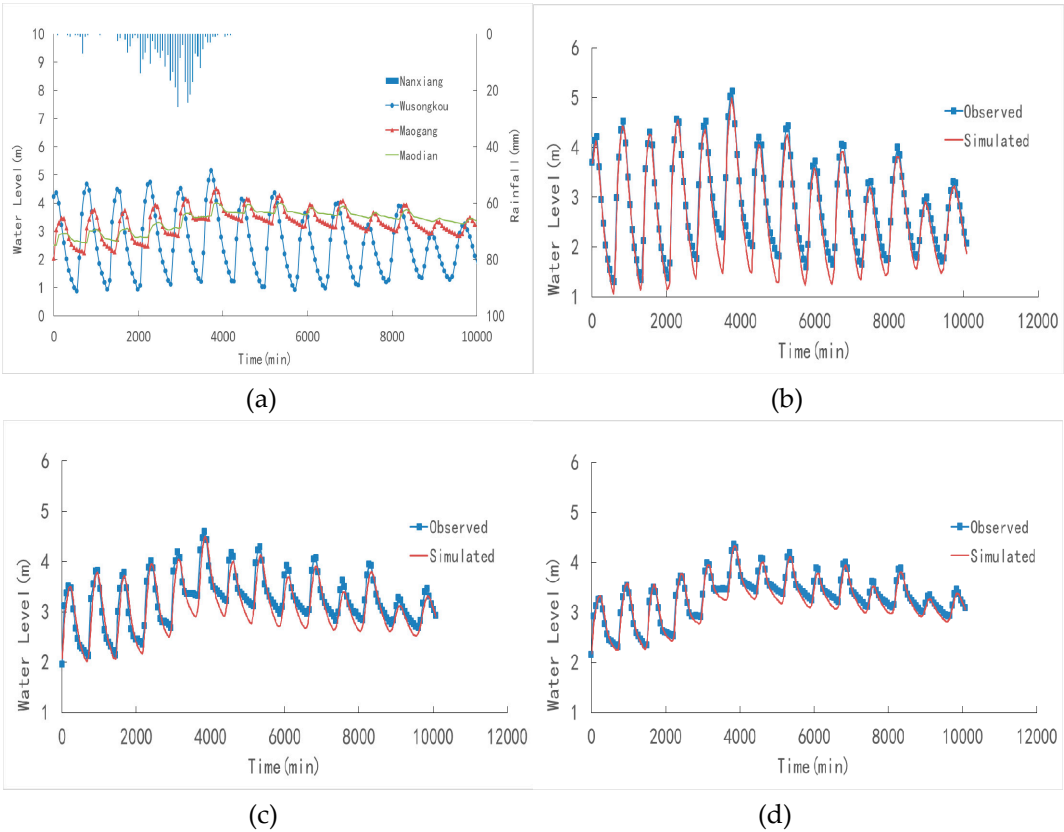 10 0
9
8 20
7
6 40
5
4 60
3
2 80
1
0 100
Water Level (m)
Rainfall (mm)
Nanxiang
Wusongkou
Maogang
Maodian
0 2000 4000 6000 8000 10000
Time(min)
(a)
6
5
4
3
2
1
Water Level (m)
Observed
Simulated
0 2000 4000 6000 8000 10000 12000
Time(min)
(b)
6
5
4
3
2
1
Water Level (m)
Observed
Simulated
0 2000 4000 6000 8000 10000 12000
Time(min)
(c)
6
5
4
3
2
1
Water Level (m)
Observed
Simulated
0 2000 4000 6000 8000 10000 12000
Time(min)
(d)